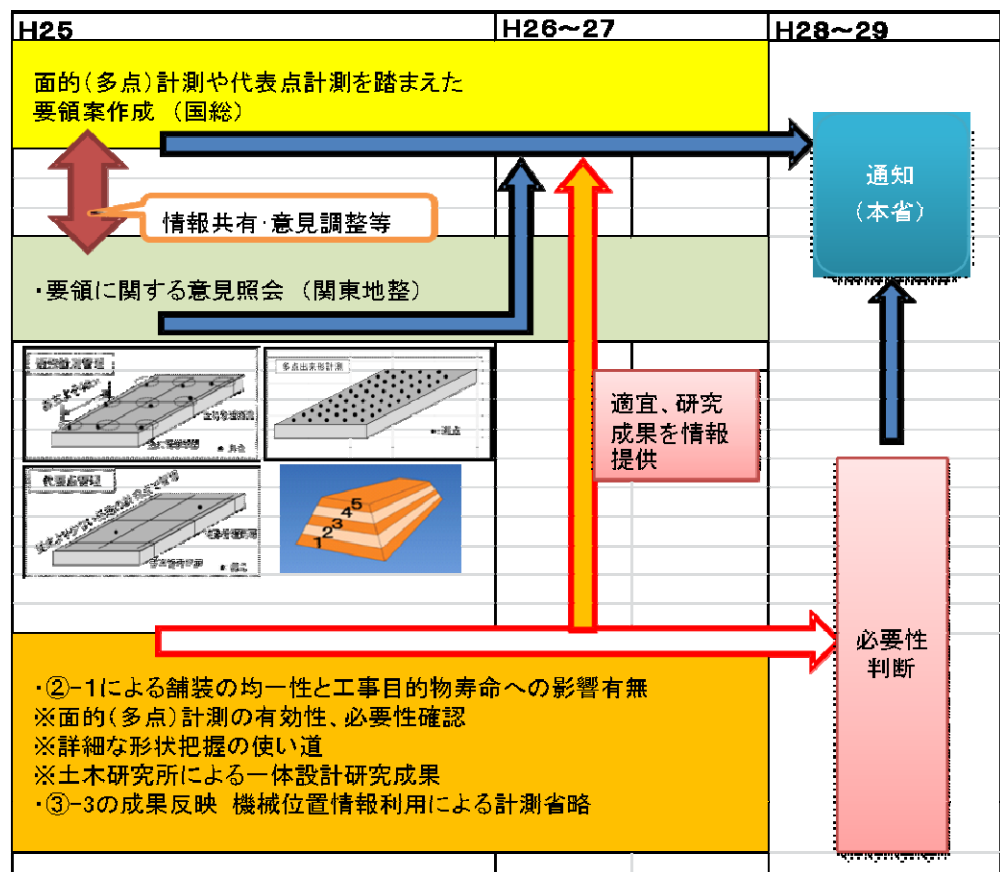 H25
H26~27
H28~29
面的(多点)計測や代表点計測を踏まえた
要領案作成 (国総)
情報共有・意見調整等
通知
(本省)
・要領に関する意見照会 (関東地整)
多点出来形計測
代表点管理
1
2
3
4
5
適宜、研究
成果を情報
提供
必要性
判断
・②-1による舗装の均一性と工事目的物寿命への影響有無
※面的(多点)計測の有効性、必要性確認
※詳細な形状把握の使い道
※土木研究所による一体設計研究成果
・③-3の成果反映 機械位置情報利用による計測省略